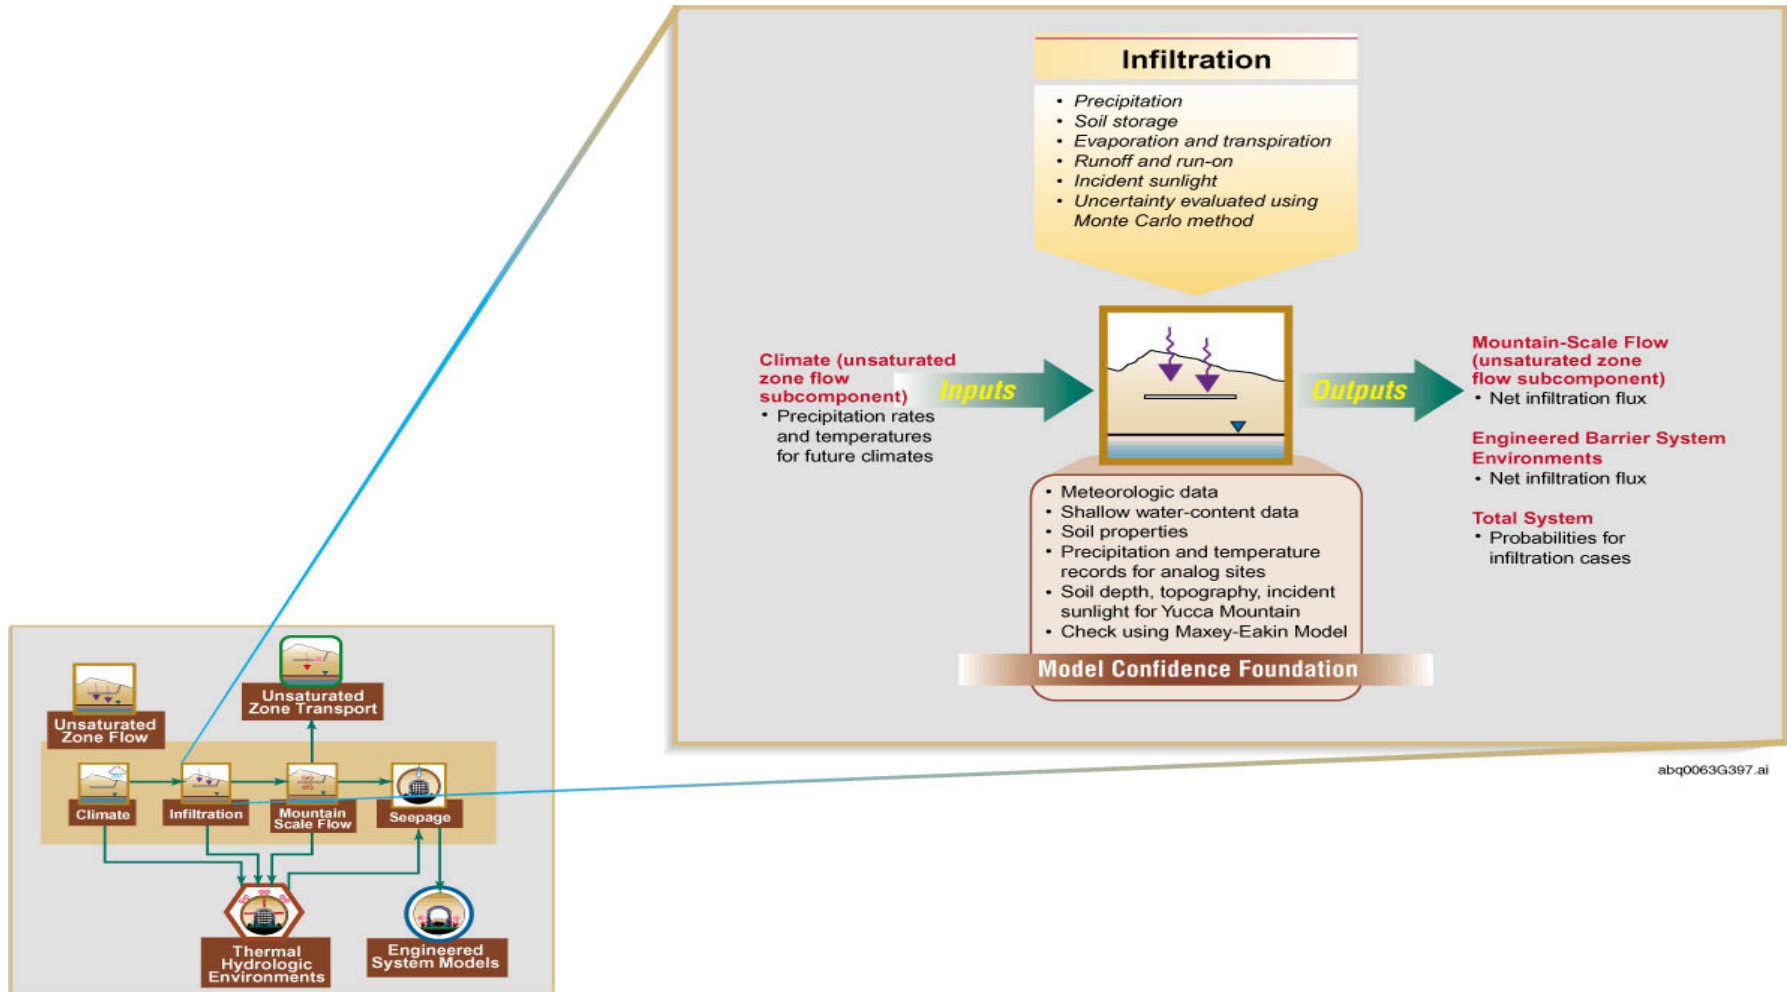 Infiltration
• Precipitation
• Soil storage
• Evaporation and transpiration
• Runoff and run-on
• Incident sunlight
• Uncertainty evaluated using
Monte Carlo method
Climate (unsaturated
zone flow
subcomponent)
• Precipitation rates
and temperatures
for future climates
Inputs
Outputs
Mountain-Scale Flow
(unsaturated zone
flow subcomponent)
• Net infiltration flux
Engineered Barrier System
Environments
• Net infiltration flux
Total System
• Probabilities for
infiltration cases
• Meteorologic data
• Shallow water-content data
• Soil properties
• Precipitation and temperature
records for analog sites
• Soil depth, topography, incident
sunlight for Yucca Mountain
• Check using Maxey-Eakin Model
Model Confidence Foundation
abq0063G397.ai
Unsaturated
Zone Flow
Unsaturated
Zone Transport
Climate
Infiltration
Mountain
Scale Flow
Seepage
Thermal
Hydrologic
Environments
Engineered
System Models